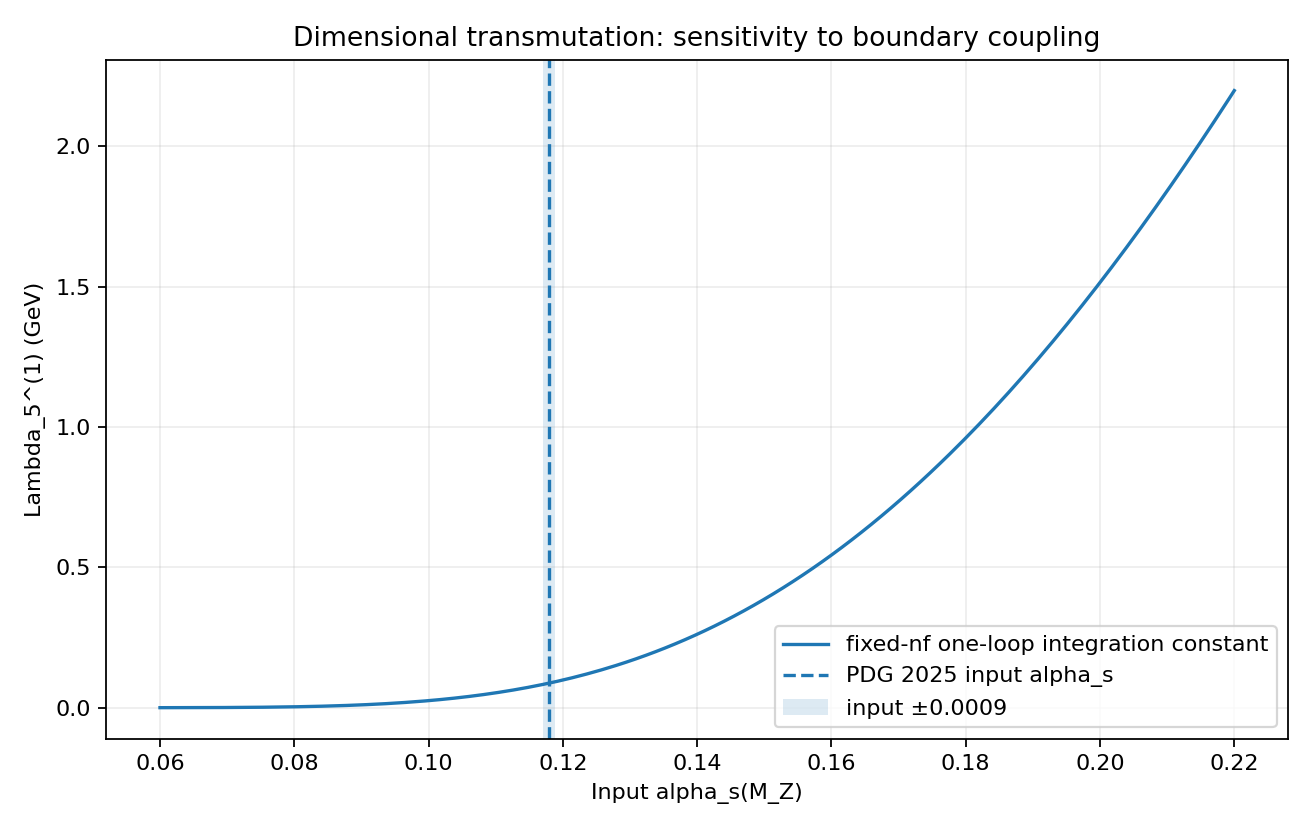 Dimensional transmutation: sensitivity to boundary coupling
Lambda_5^(1) (GeV)
2.0
1.5
1.0
0.5
0.0
fixed-nf one-loop integration constant
PDG 2025 input alpha_s
input ±0.0009
0.06 0.08 0.10 0.12 0.14 0.16 0.18 0.20 0.22
Input alpha_s(M_Z)